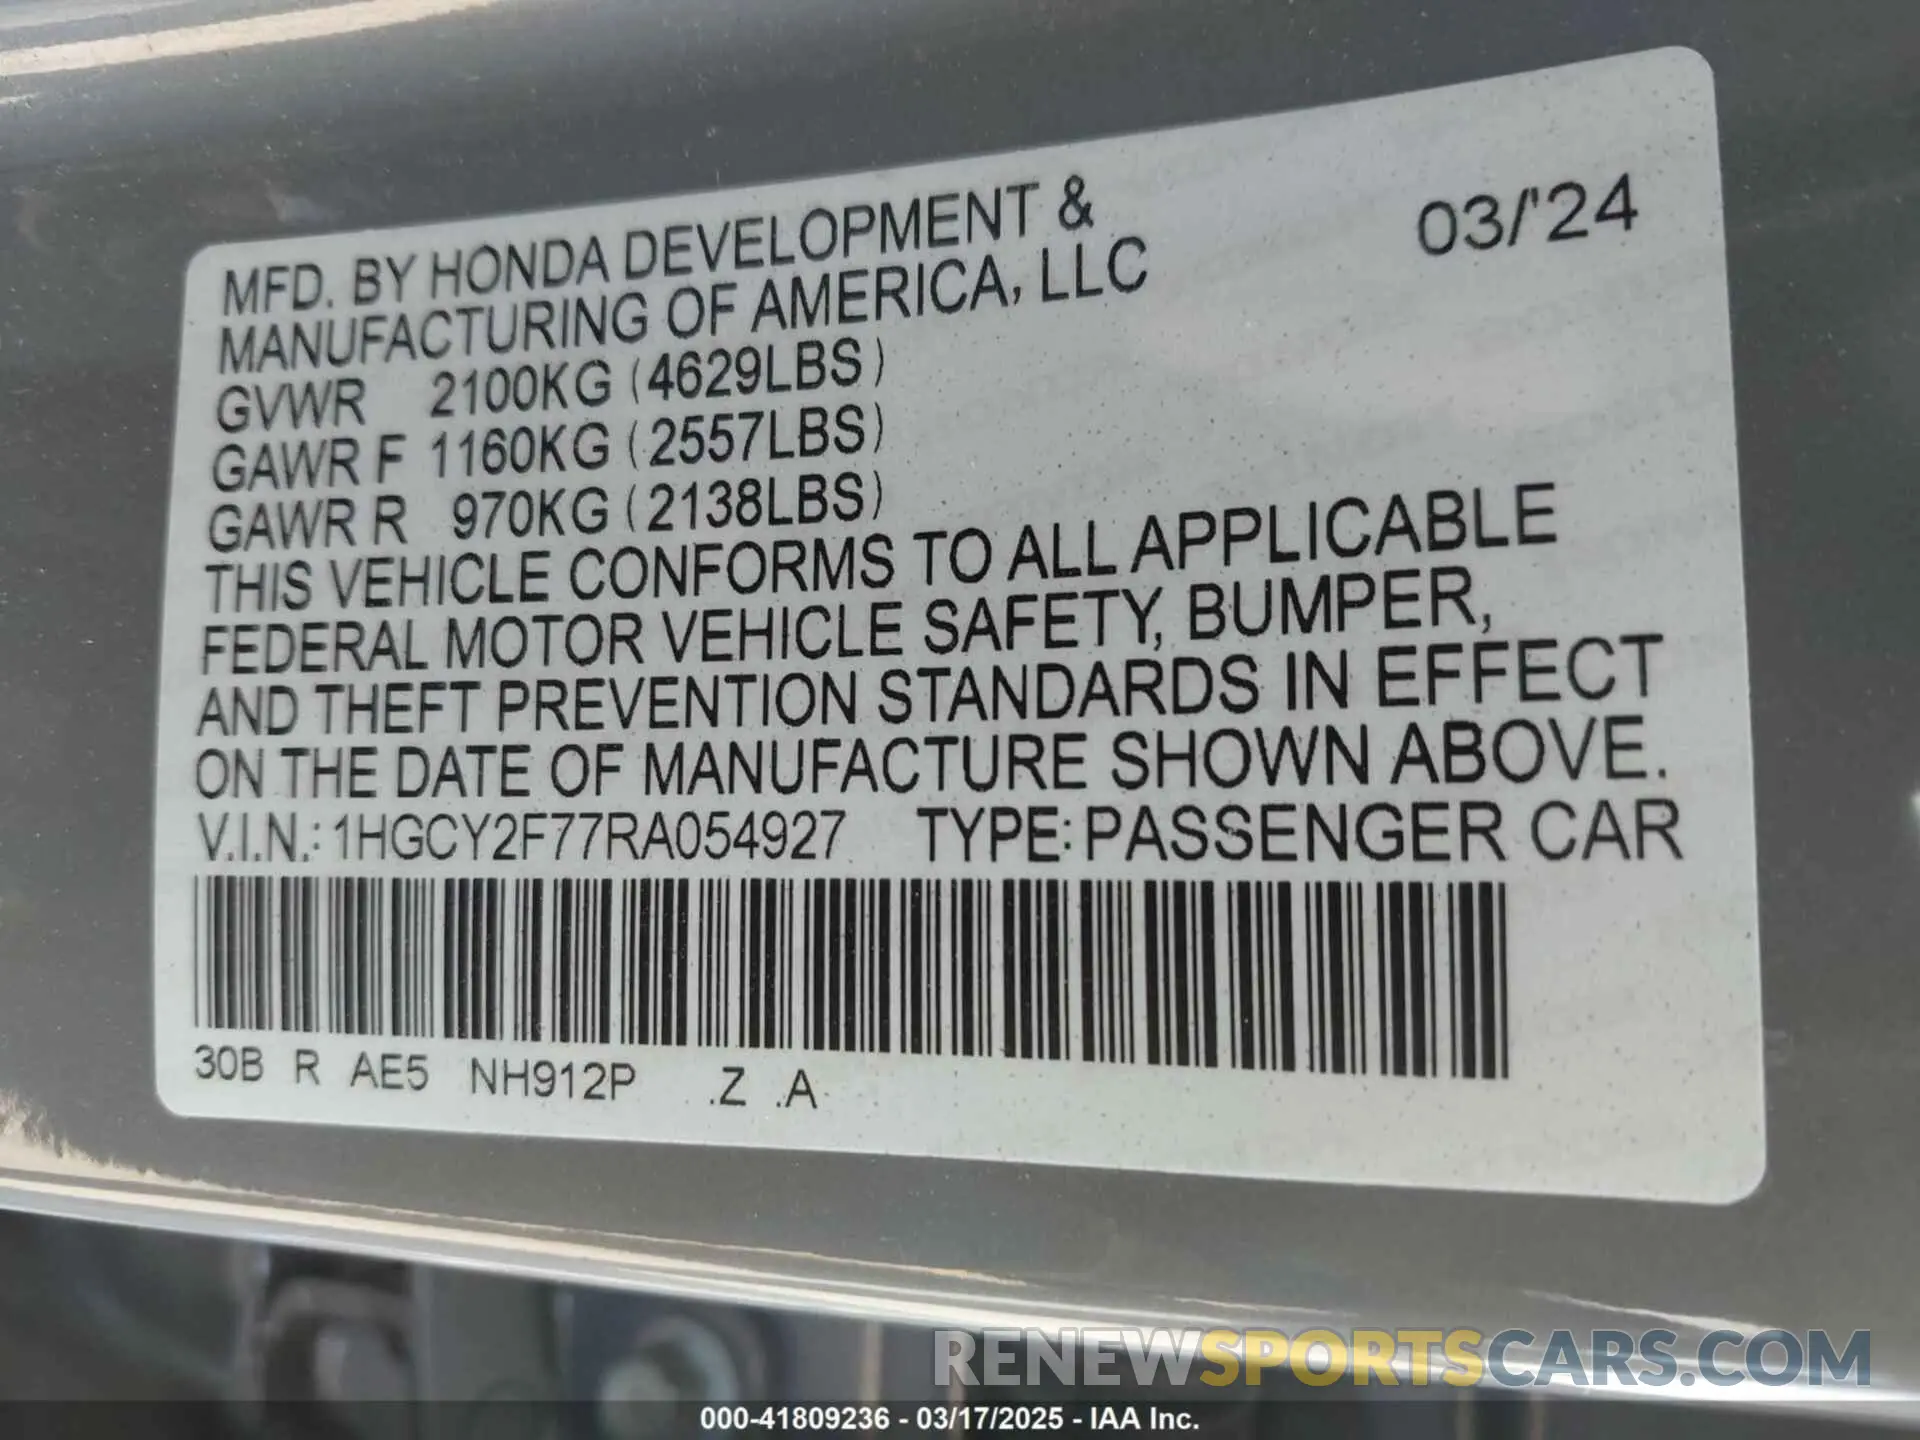 MFD. BY HONDA DEVELOPMENT & 03/'24
MANUFACTURING OF AMERICA, LLC
GVWR 2100KG (4629LBS)
GAWR F 1160KG (2557LBS)
GAWR R 970KG (2138LBS)
THIS VEHICLE CONFORMS TO ALL APPLICABLE
FEDERAL MOTOR VEHICLE SAFETY, BUMPER,
AND THEFT PREVENTION STANDARDS IN EFFECT
ON THE DATE OF MANUFACTURE SHOWN ABOVE.
V.I.N.: 1HGCY2F77RA054927 TYPE: PASSENGER CAR
30B R AE5 NH912P .Z .A
RENEWSPORTSCARS.COM
000-41809236 - 03/17/2025 - IAA Inc.